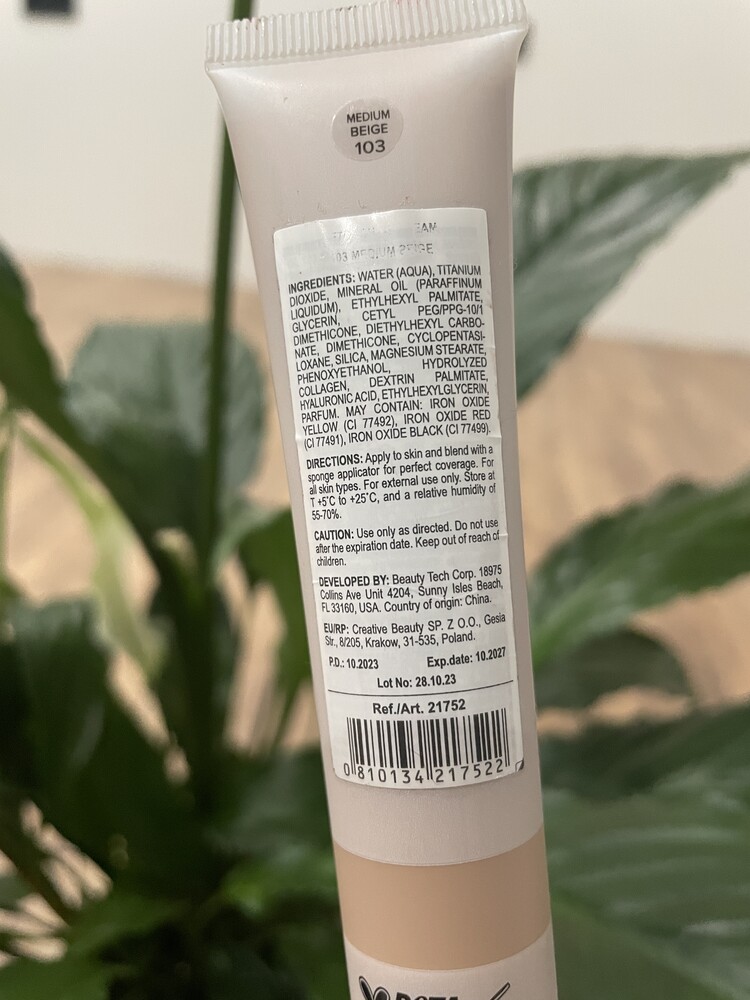 MEDIUM
BEIGE
103
03 MEDIUM BEIGE
INGREDIENTS: WATER (AQUA), TITANIUM
DIOXIDE, MINERAL OIL (PARAFFINUM
LIQUIDUM), ETHYLHEXYL PALMITATE,
GLYCERIN, CETYL PEG/PPG-10/1
DIMETHICONE, DIETHYLHEXYL CARBO-
NATE, DIMETHICONE, CYCLOPENTASI-
LOXANE, SILICA, MAGNESIUM STEARATE,
PHENOXYETHANOL, HYDROLYZED
COLLAGEN, DEXTRIN PALMITATE,
HYALURONIC ACID, ETHYLHEXYLGLYCERIN,
PARFUM. MAY CONTAIN: IRON OXIDE
YELLOW (CI 77492), IRON OXIDE RED
(CI 77491), IRON OXIDE BLACK (CI 77499).
DIRECTIONS: Apply to skin and blend with a
sponge applicator for perfect coverage. For
all skin types. For external use only. Store at
T +5°C to +25°C, and a relative humidity of
55-70%.
CAUTION: Use only as directed. Do not use
after the expiration date. Keep out of reach of
children.
DEVELOPED BY: Beauty Tech Corp. 18975
Collins Ave Unit 4204, Sunny Isles Beach,
FL 33160, USA. Country of origin: China.
EU/RP: Creative Beauty SP. Z O.O., Gesia
Str., 8/205, Krakow, 31-535, Poland.
P.D.: 10.2023 Exp.date: 10.2027
Lot No: 28.10.23
Ref./Art. 21752
0 810134 217522